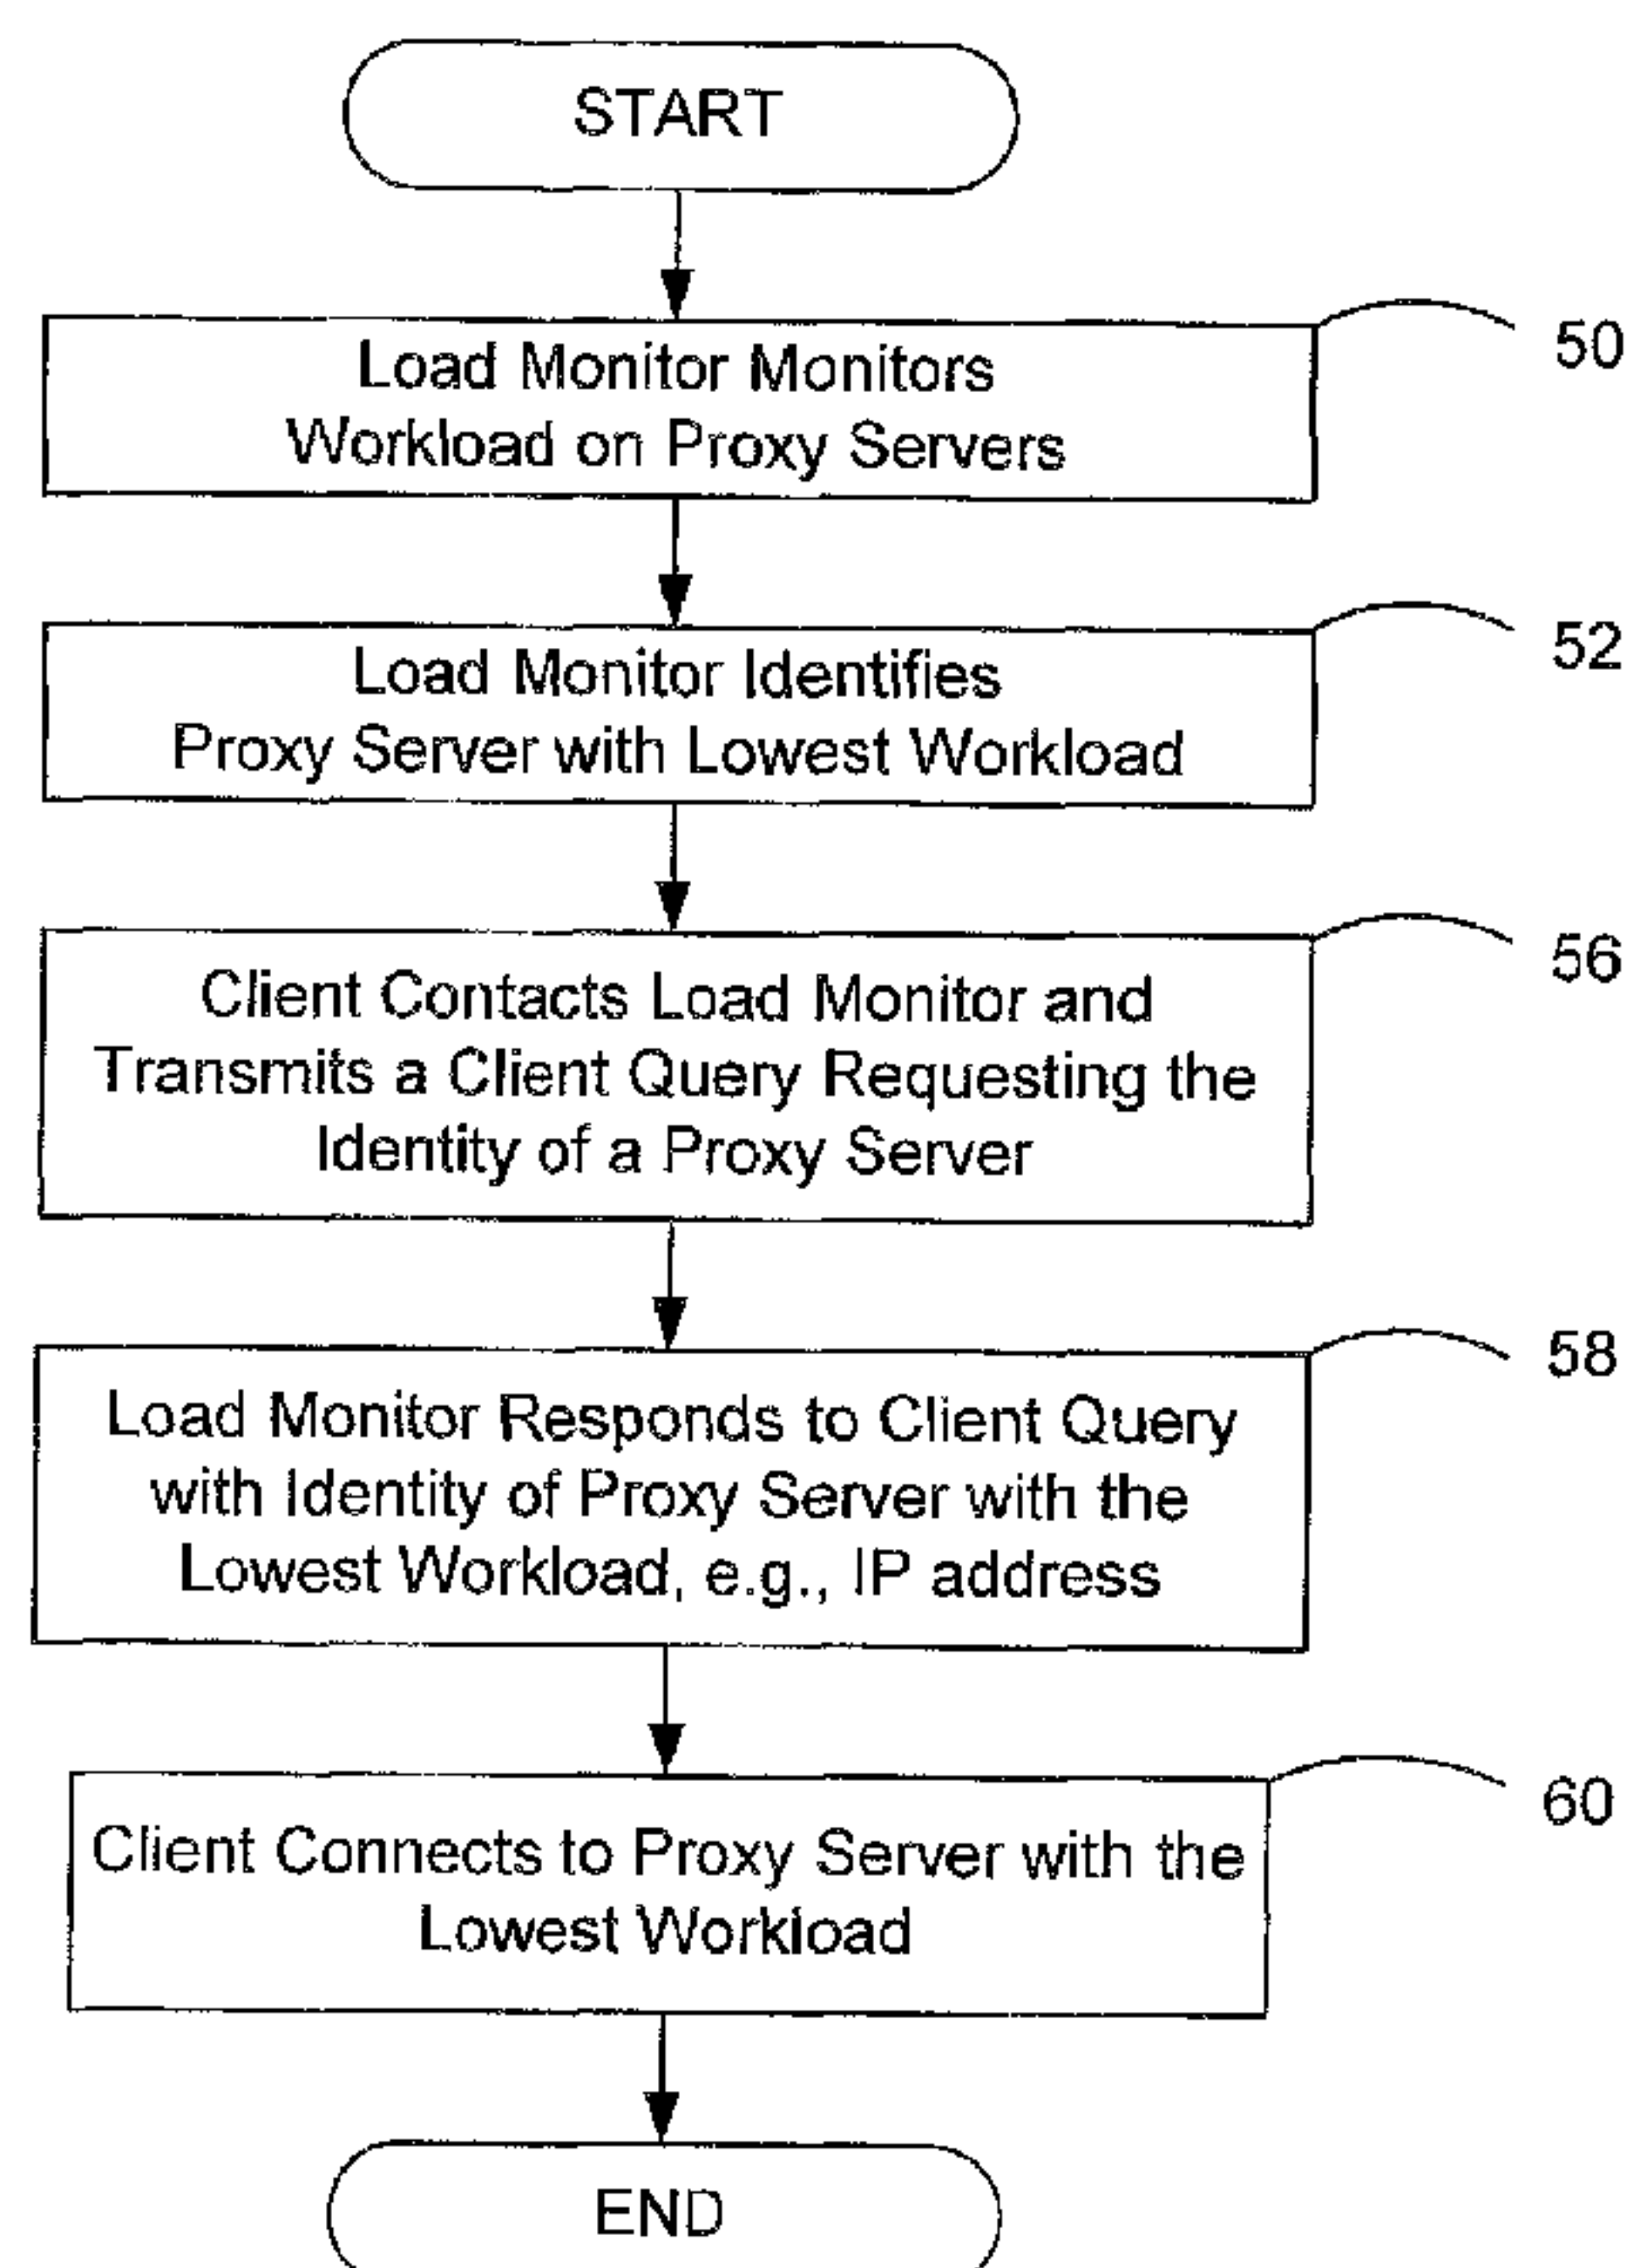 START
Load Monitor Monitors
Workload on Proxy Servers
50
Load Monitor Identifies
Proxy Server with Lowest Workload
52
Client Contacts Load Monitor and
Transmits a Client Query Requesting the
Identity of a Proxy Server
56
Load Monitor Responds to Client Query
with Identity of Proxy Server with the
Lowest Workload, e.g., IP address
58
Client Connects to Proxy Server with the
Lowest Workload
60
END